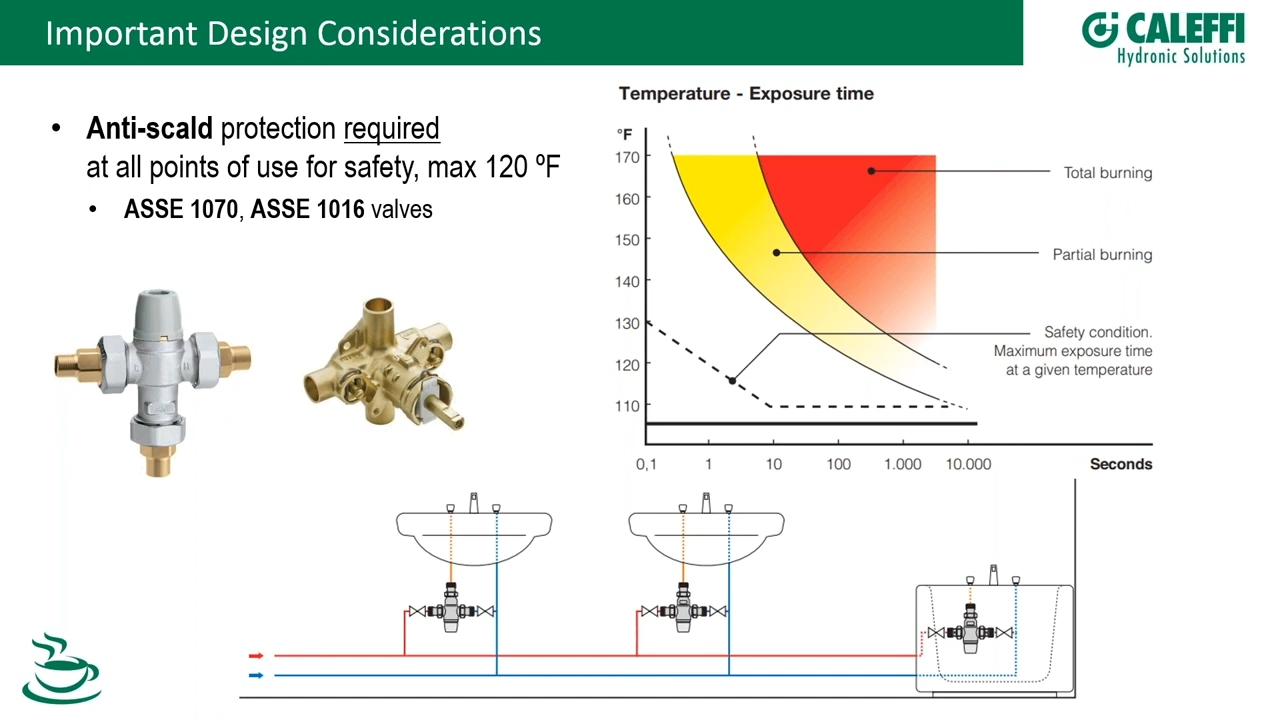 Important Design Considerations
CALEFFI
Hydronic Solutions
• Anti-scald protection required
at all points of use for safety, max 120 ºF
• ASSE 1070, ASSE 1016 valves
Temperature - Exposure time
°F
170
160
150
140
130
120
110
0,1 1 10 100 1.000 10.000 Seconds
Total burning
Partial burning
Safety condition.
Maximum exposure time
at a given temperature